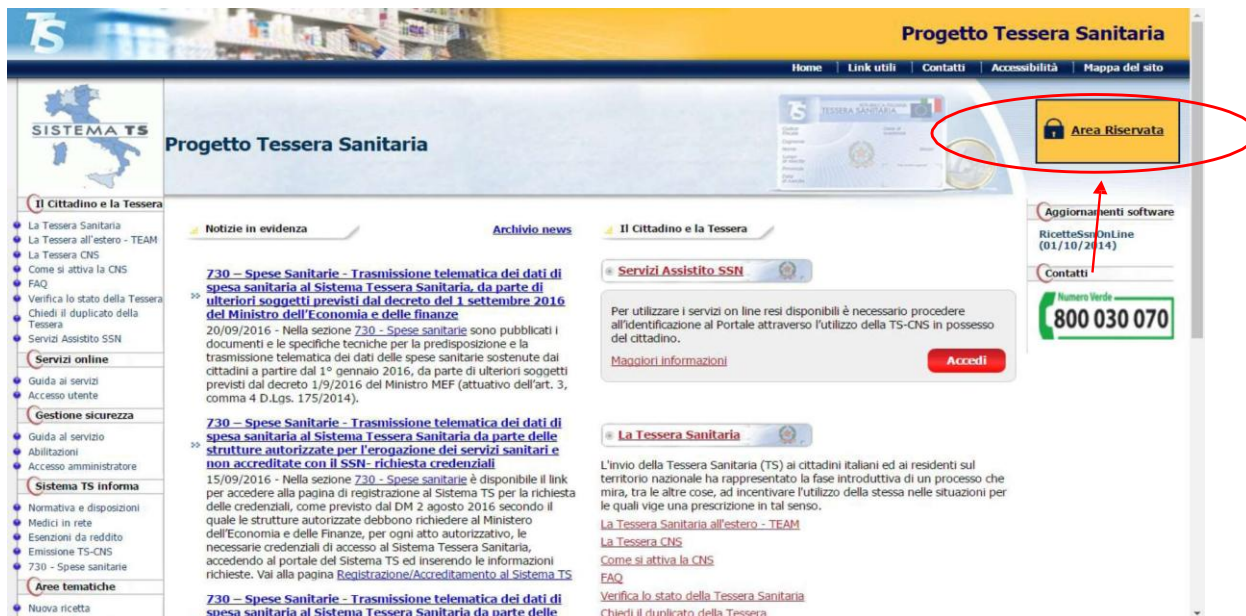 TS
Progetto Tessera Sanitaria
Home | Link utili | Contatti | Accessibilità | Mappa del sito
SISTEMA TS
Progetto Tessera Sanitaria
TESSERA SANITARIA
Area Riservata
Il Cittadino e la Tessera
La Tessera Sanitaria
La Tessera all'estero - TEAM
La Tessera CNS
Come si attiva la CNS
FAQ
Verifica lo stato della Tessera
Chiedi il duplicato della
Tessera
Servizi Assistito SSN
Servizi online
Guida ai servizi
Accesso utente
Gestione sicurezza
Guida al servizio
Abilitazioni
Accesso amministratore
Sistema TS informa
Normativa e disposizioni
Medici in rete
Esenzioni da reddito
Emissione TS-CNS
730 - Spese sanitarie
Aree tematiche
Nuova ricetta
Notizie in evidenza
Archivio news
730 – Spese Sanitarie - Trasmissione telematica dei dati di
spesa sanitaria al Sistema Tessera Sanitaria, da parte di
ulteriori soggetti previsti dal decreto del 1 settembre 2016
del Ministro dell'Economia e delle finanze
20/09/2016 - Nella sezione 730 - Spese sanitarie sono pubblicati i
documenti e le specifiche tecniche per la predisposizione e la
trasmissione telematica dei dati delle spese sanitarie sostenute dai
cittadini a partire dal 1° gennaio 2016, da parte di ulteriori soggetti
previsti dal decreto 1/9/2016 del Ministro MEF (attuativo dell'art. 3,
comma 4 D.Lgs. 175/2014).
730 – Spese Sanitarie - Trasmissione telematica dei dati di
spesa sanitaria al Sistema Tessera Sanitaria da parte delle
strutture autorizzate per l'erogazione dei servizi sanitari e
non accreditate con il SSN- richiesta credenziali
15/09/2016 - Nella sezione 730 - Spese sanitarie è disponibile il link
per accedere alla pagina di registrazione al Sistema TS per la richiesta
delle credenziali, come previsto dal DM 2 agosto 2016 secondo il
quale le strutture autorizzate debbono richiedere al Ministero
dell'Economia e delle Finanze, per ogni atto autorizzativo, le
necessarie credenziali di accesso al Sistema Tessera Sanitaria,
accedendo al portale del Sistema TS ed inserendo le informazioni
richieste. Vai alla pagina Registrazione/Accreditamento al Sistema TS
730 – Spese Sanitarie - Trasmissione telematica dei dati di
spesa sanitaria al Sistema Tessera Sanitaria da parte delle
Il Cittadino e la Tessera
Servizi Assistito SSN
Per utilizzare i servizi on line resi disponibili è necessario procedere
all'identificazione al Portale attraverso l'utilizzo della TS-CNS in possesso
del cittadino.
Maggiori informazioni
Accedi
La Tessera Sanitaria
L'invio della Tessera Sanitaria (TS) ai cittadini italiani ed ai residenti sul
territorio nazionale ha rappresentato la fase introduttiva di un processo che
mira, tra le altre cose, ad incentivare l'utilizzo della stessa nelle situazioni per
le quali vige una prescrizione in tal senso.
La Tessera Sanitaria all'estero - TEAM
La Tessera CNS
Come si attiva la CNS
FAQ
Verifica lo stato della Tessera Sanitaria
Chiedi il duplicato della Tessera
Aggiornamenti software
RicetteSsnOnLine
(01/10/2014)
Contatti
Numero Verde
800 030 070